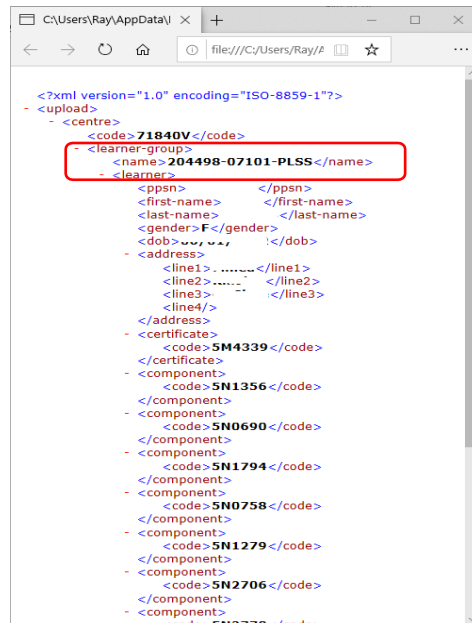 C:\Users\Ray\AppData\l
file:///C:/Users/Ray/A
<?xml version="1.0" encoding="ISO-8859-1"?>
- <upload>
- <centre>
<code>71840V</code>
- <learner-group>
<name>204498-07101-PLSS</name>
- <learner>
<ppsn> </ppsn>
<first-name> </first-name>
<last-name> </last-name>
<gender>F</gender>
<dob> </dob>
- <address>
<line1> </line1>
<line2> </line2>
<line3> </line3>
<line4/>
</address>
- <certificate>
<code>5M4339</code>
</certificate>
- <component>
<code>5N1356</code>
</component>
- <component>
<code>5N0690</code>
</component>
- <component>
<code>5N1794</code>
</component>
- <component>
<code>5N0758</code>
</component>
- <component>
<code>5N1279</code>
</component>
- <component>
<code>5N2706</code>
</component>
- <component>